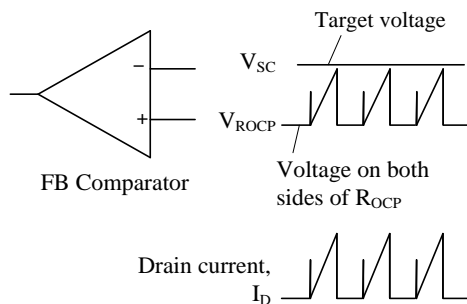 Target voltage
V_SC
−
+
V_ROCP
FB Comparator
Voltage on both
sides of R_OCP
Drain current,
I_D